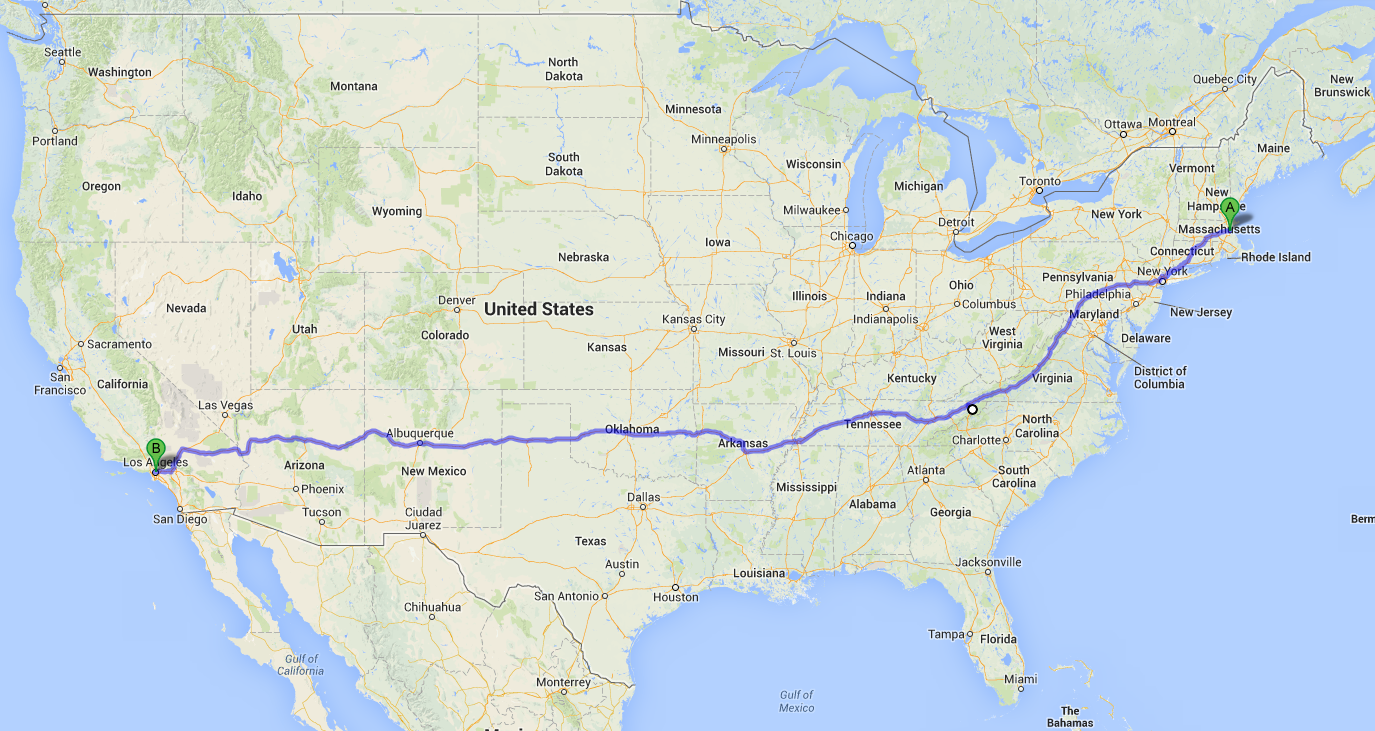 Seattle
Washington
Montana
North
Dakota
Minnesota
Quebec City
New
Brunswick
Portland
Minneapolis
Ottawa
Montreal
Maine
Oregon
Idaho
South
Dakota
Wisconsin
Michigan
Toronto
Vermont
New
Hampshire
A
Wyoming
Milwaukee
Detroit
New York
Massachusetts
Iowa
Chicago
Connecticut
Rhode Island
Nebraska
New York
Nevada
Denver
United States
Illinois
Indiana
Ohio
Columbus
Pennsylvania
Philadelphia
New Jersey
Utah
Colorado
Kansas City
Indianapolis
Maryland
Sacramento
Kansas
Missouri
St. Louis
West
Virginia
Delaware
San
Francisco
California
Kentucky
Virginia
District of
Columbia
Las Vegas
Albuquerque
Oklahoma
Arkansas
Tennessee
North
Carolina
Charlotte
B
Los Angeles
Arizona
New Mexico
Atlanta
South
Carolina
Phoenix
Dallas
Mississippi
Alabama
Georgia
San Diego
Tucson
Ciudad
Juarez
Berm
Texas
Austin
Louisiana
Jacksonville
San Antonio
Houston
Chihuahua
Tampa
Florida
Gulf of
California
Monterrey
Gulf of
Mexico
Miami
The
Bahamas